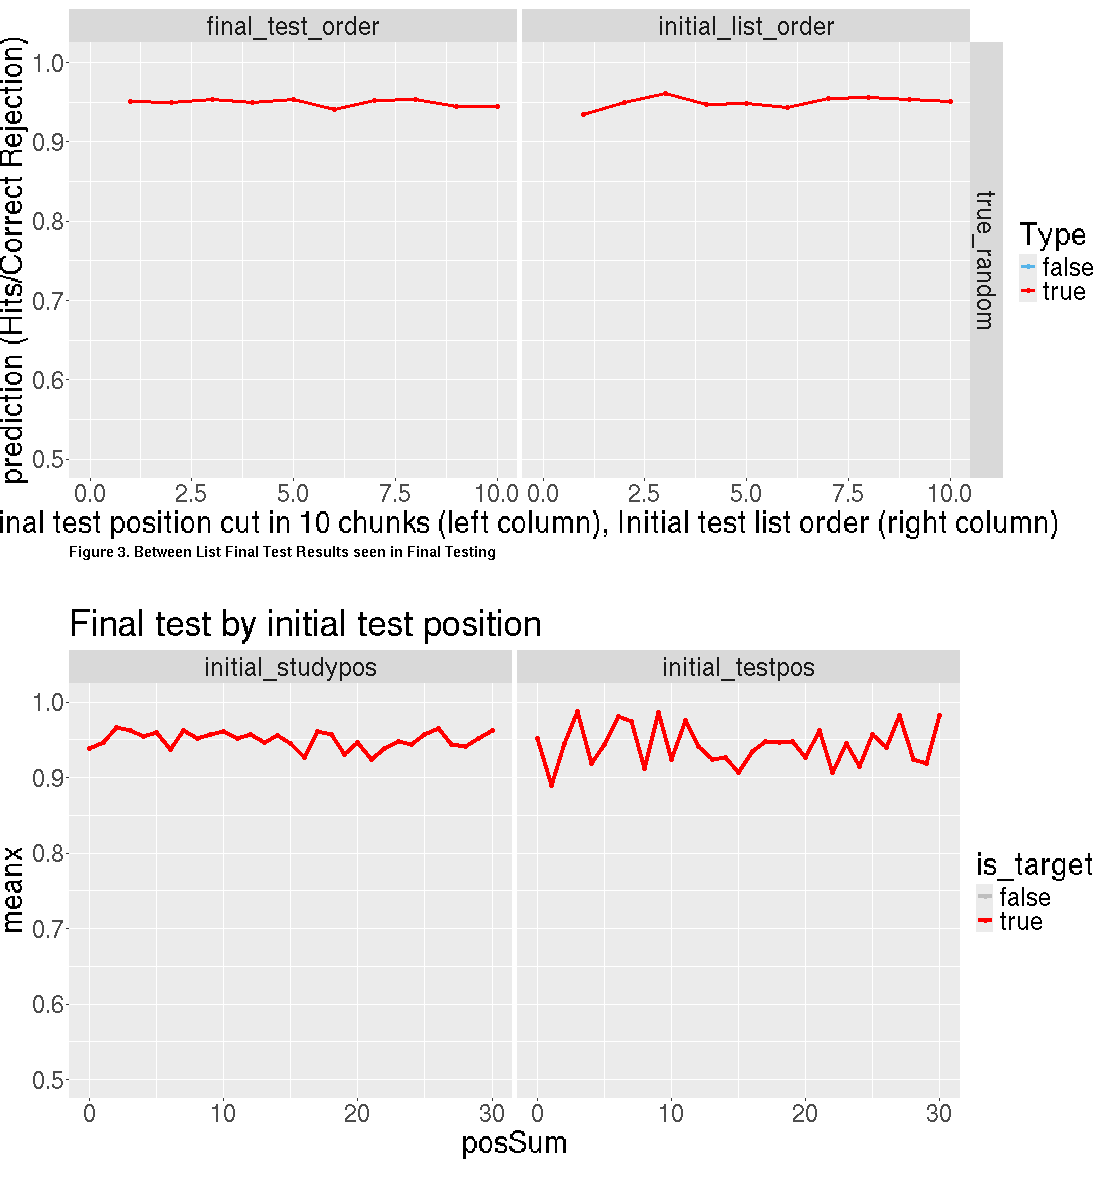 final_test_order initial_list_order
1.0
0.9
0.8
0.7
0.6
0.5
prediction (Hits/Correct Rejection)
true_random
Type
false
true
0.0 2.5 5.0 7.5 10.0 0.0 2.5 5.0 7.5 10.0
inal test position cut in 10 chunks (left column), Initial test list order (right column)
Figure 3. Between List Final Test Results seen in Final Testing
Final test by initial test position
initial_studypos initial_testpos
1.0
0.9
0.8
0.7
0.6
0.5
meanx
is_target
false
true
0 10 20 30 0 10 20 30
posSum